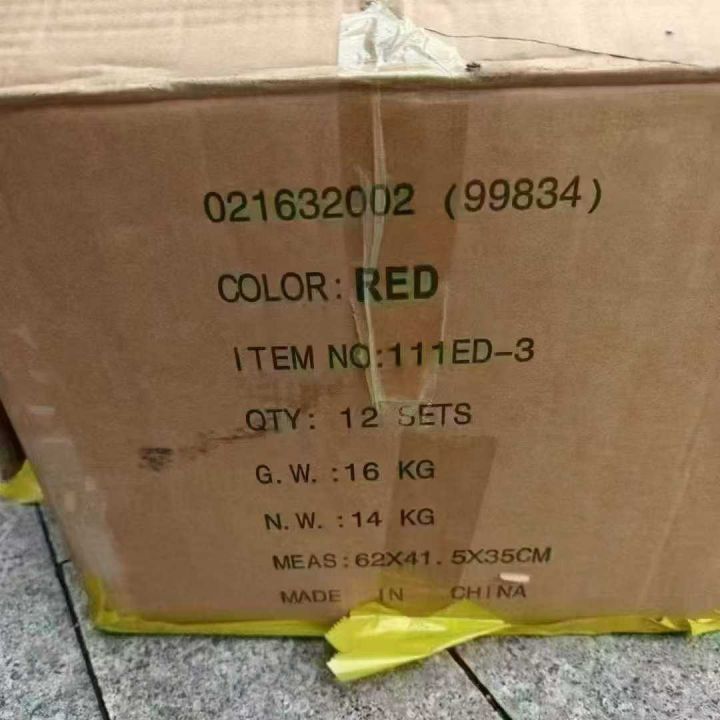 021632002 (99834)
COLOR: RED
ITEM NO:111ED-3
QTY: 12 SETS
G.W.:16 KG
N.W.:14 KG
MEAS:62X41.5X35CM
MADE IN CHINA